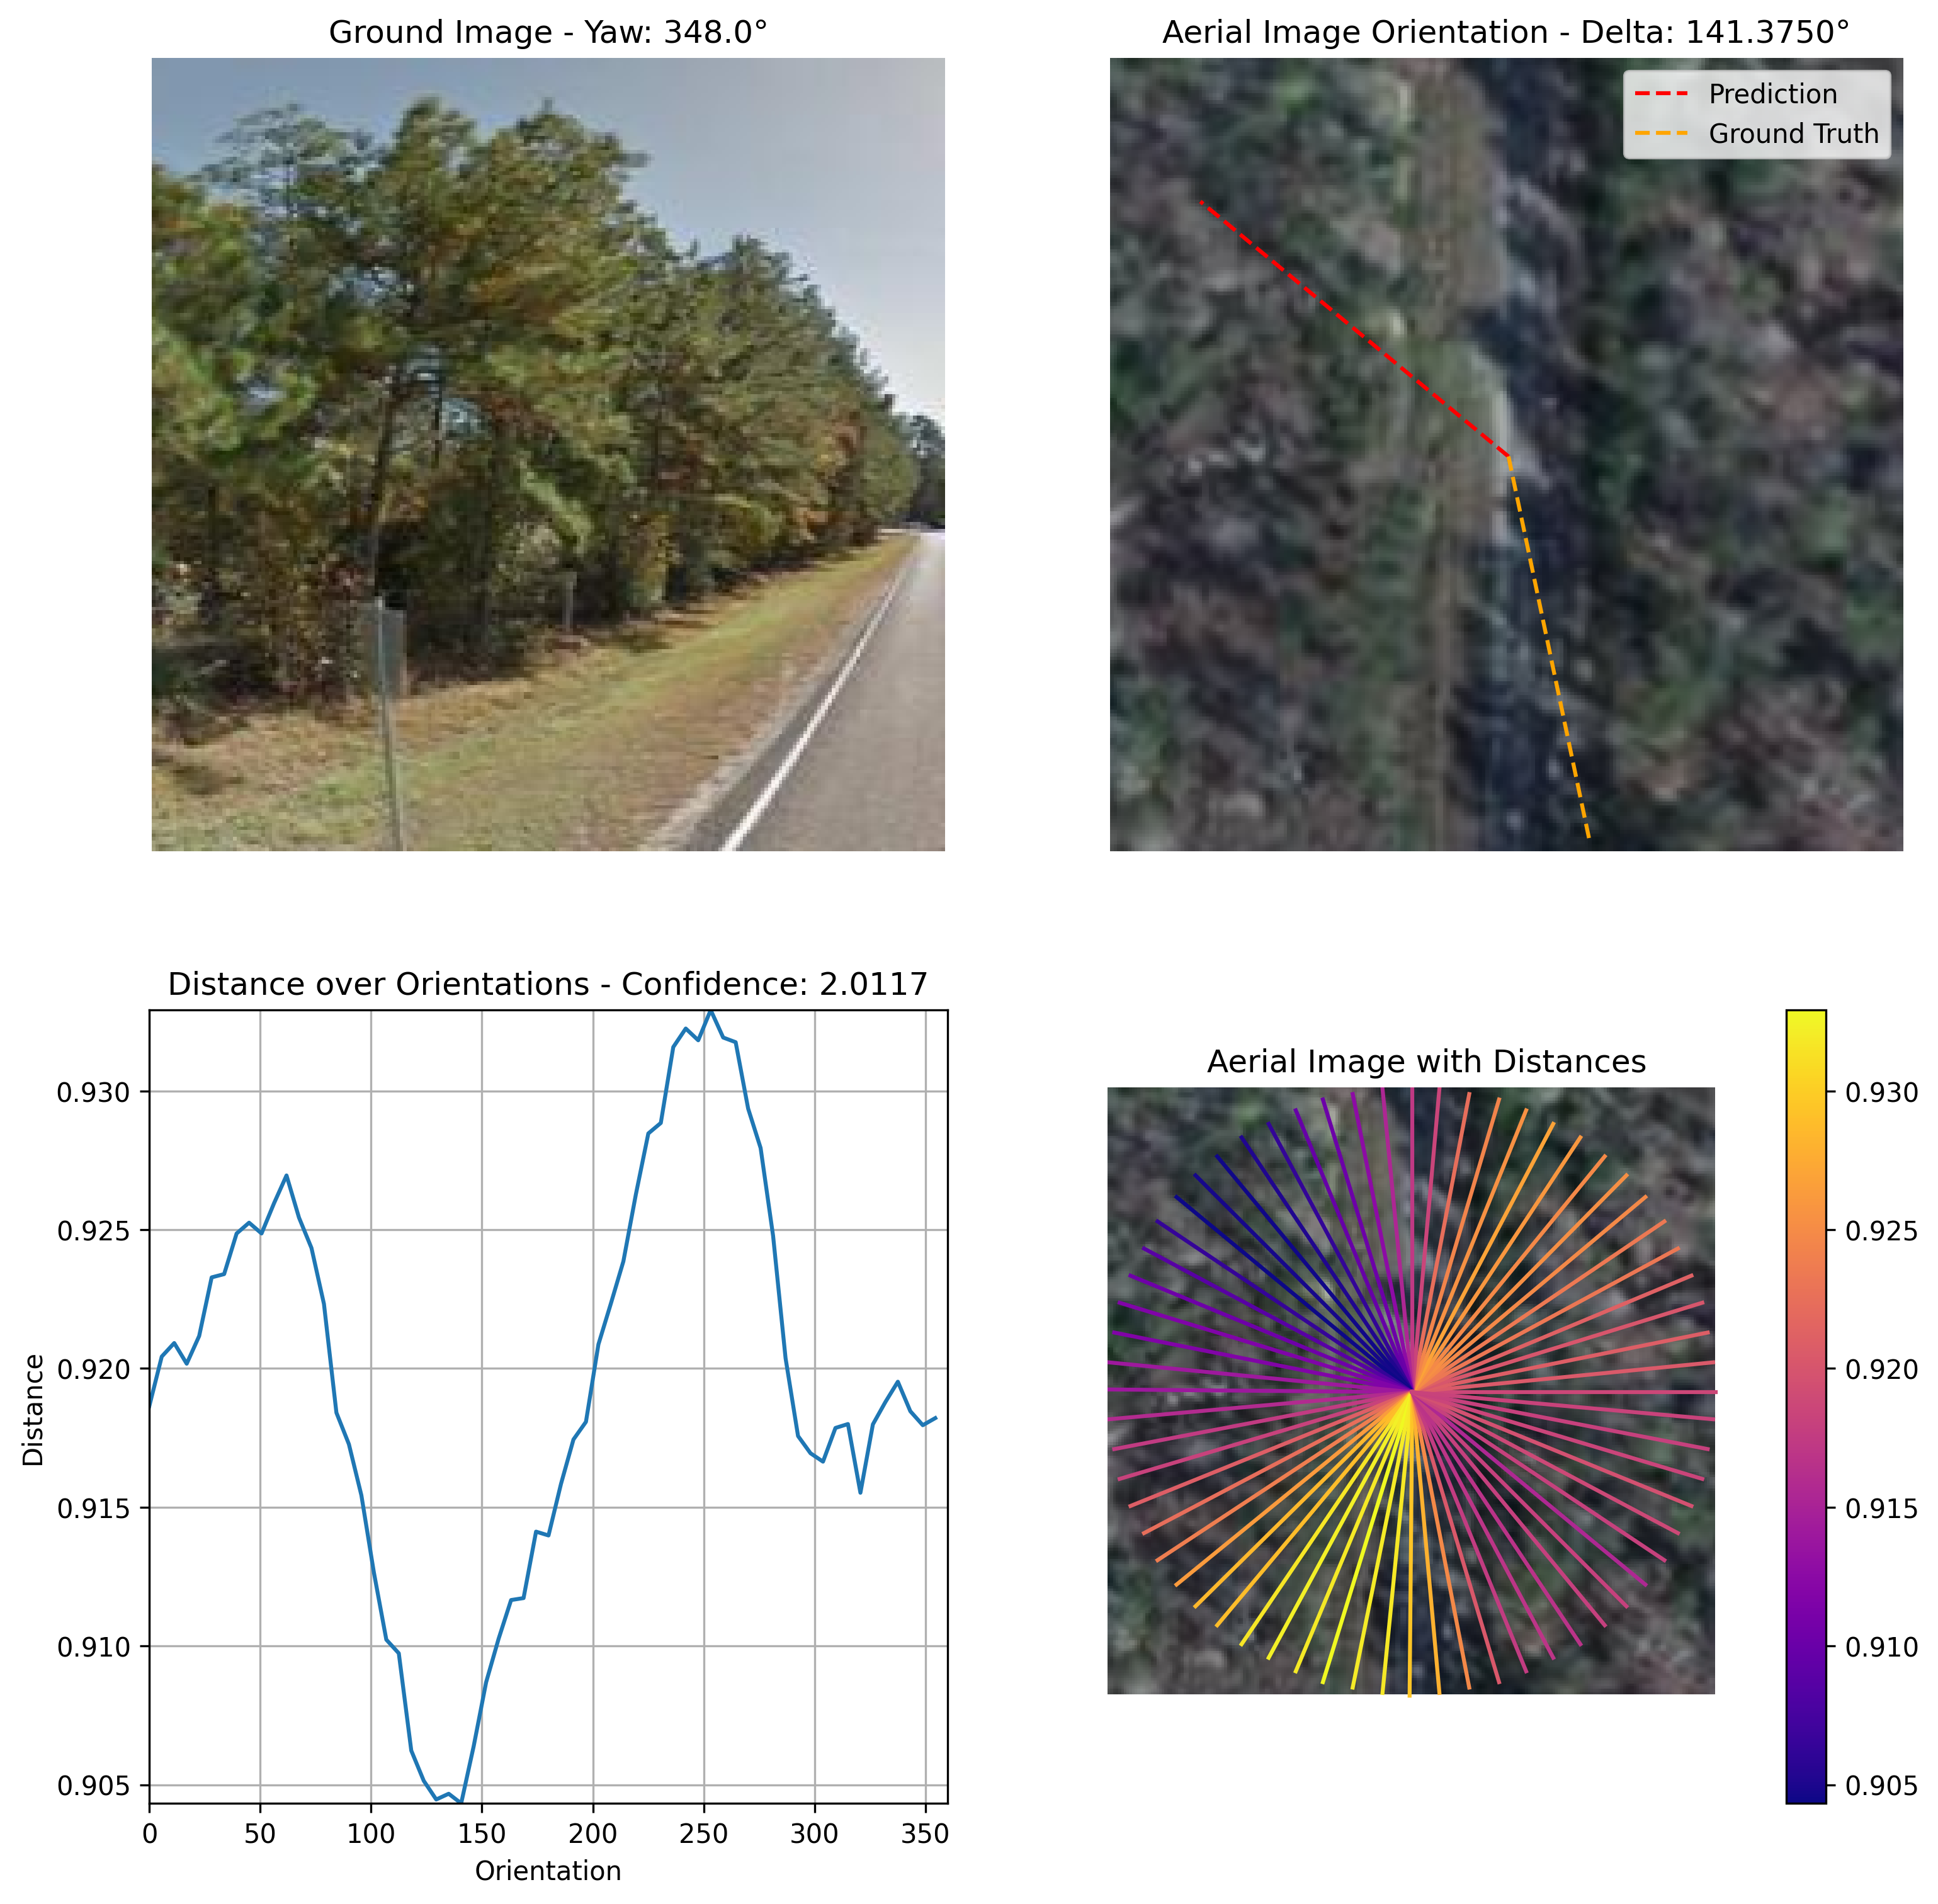 Ground Image - Yaw: 348.0°
Aerial Image Orientation - Delta: 141.3750°
Prediction
Ground Truth
Distance over Orientations - Confidence: 2.0117
0.930
0.925
0.920
0.915
0.910
0.905
Distance
0
50
100
150
200
250
300
350
Orientation
Aerial Image with Distances
0.930
0.925
0.920
0.915
0.910
0.905